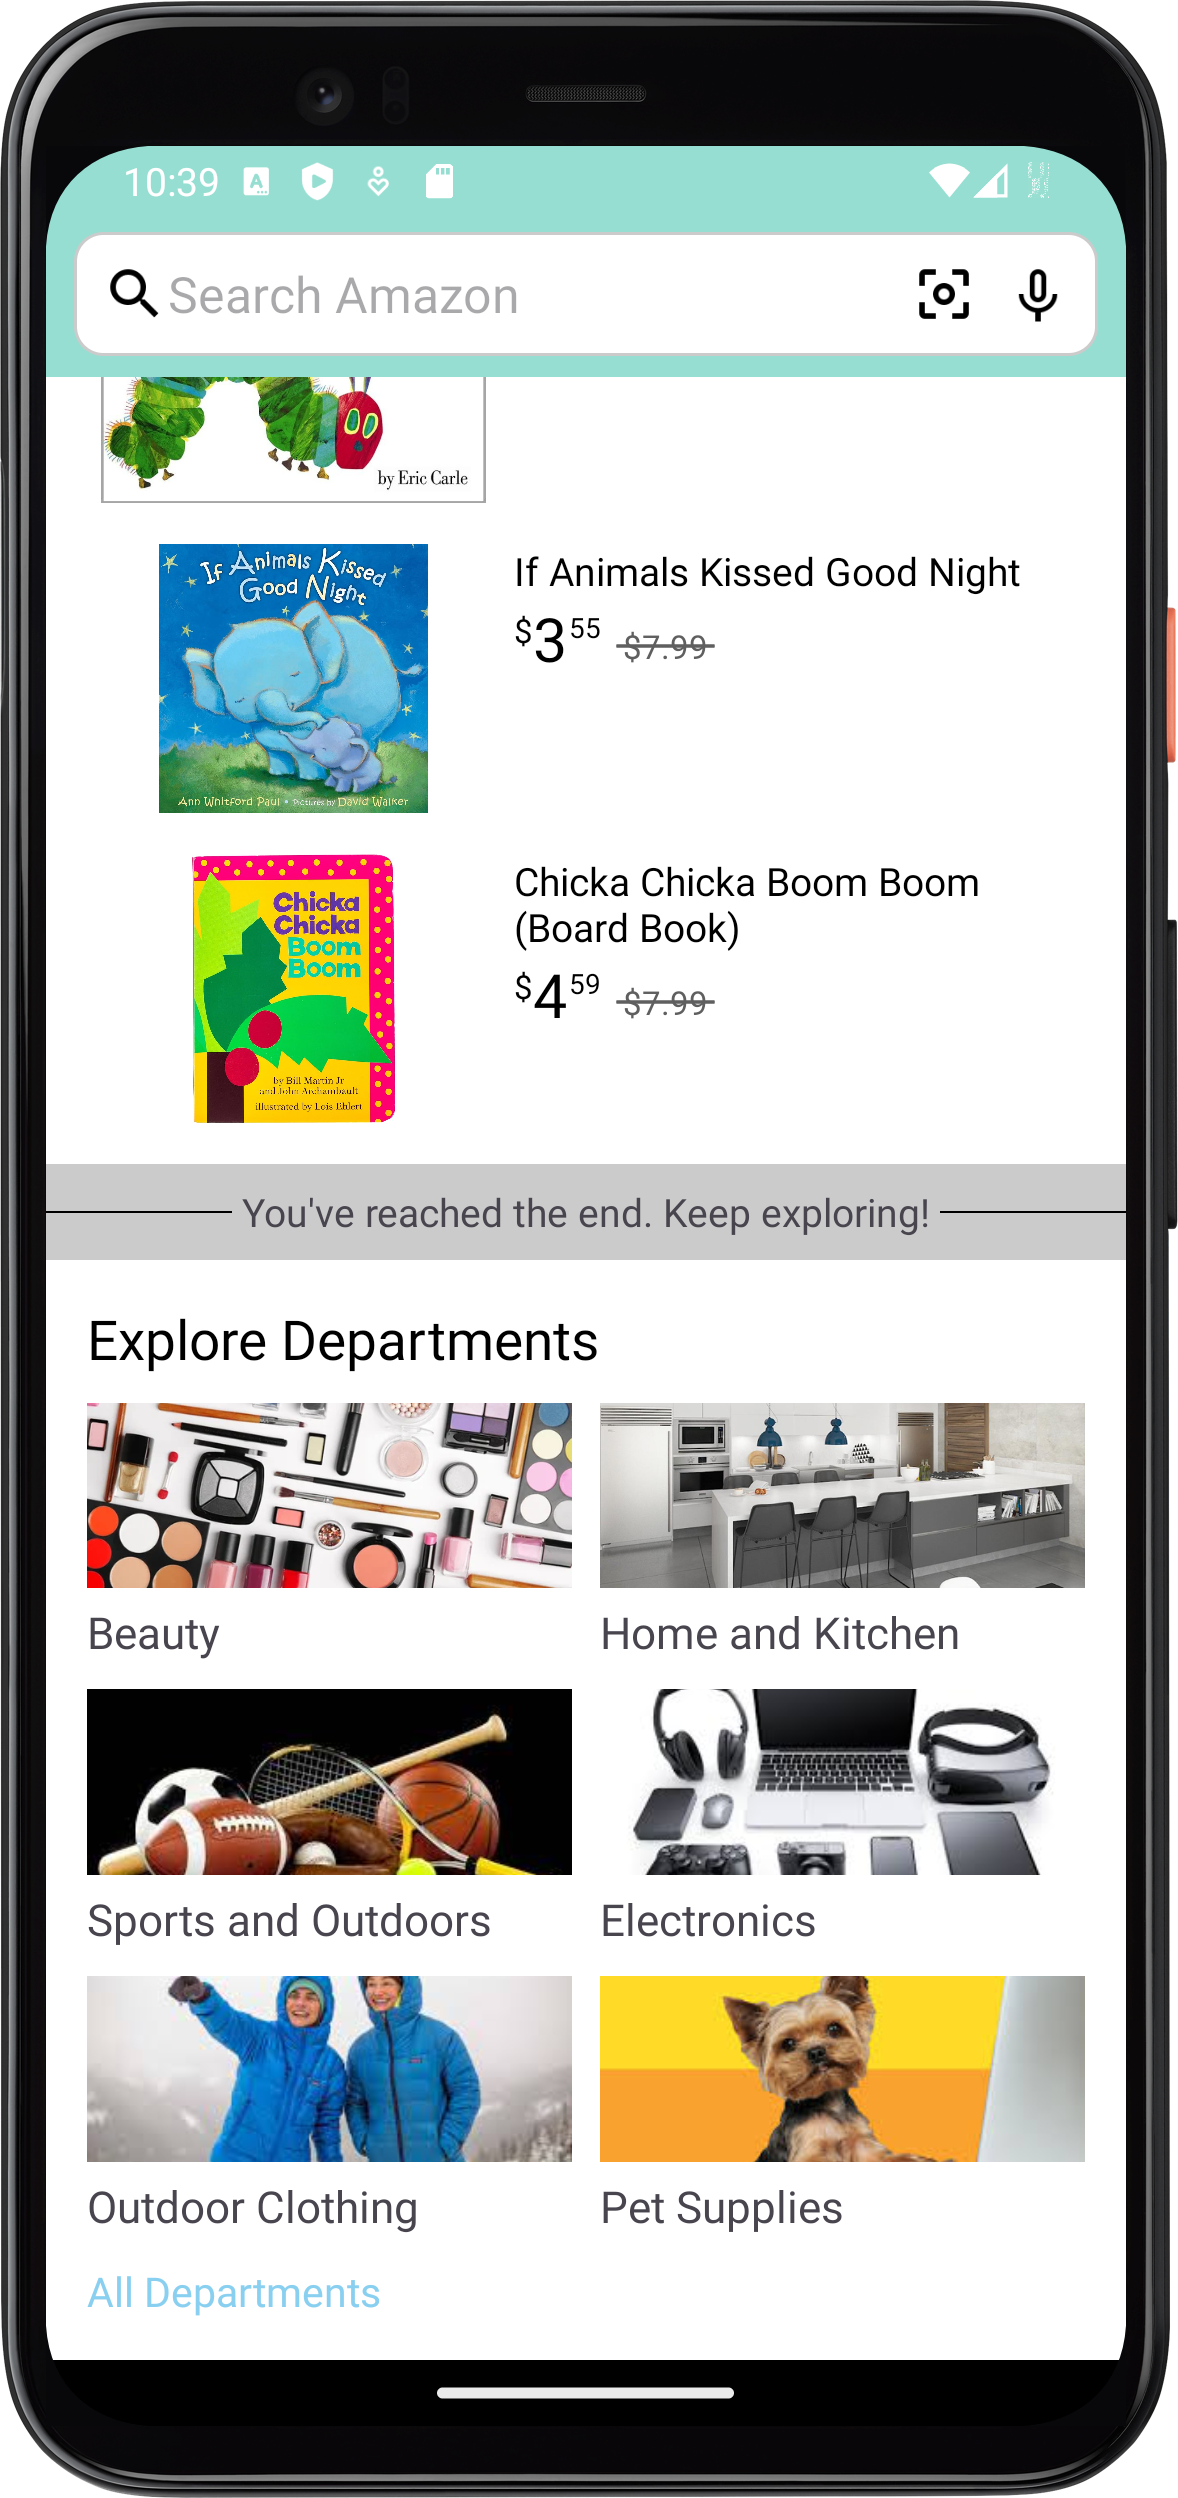 10:39
Search Amazon
by Eric Carle
If Animals Kissed
Good Night
Ann Whitford Paul • Pictures by David Walker
If Animals Kissed Good Night
$3 55 $7.99
Chicka
Chicka
Boom
Boom
by Bill Martin Jr
and John Archambault
illustrated by Lois Ehlert
Chicka Chicka Boom Boom
(Board Book)
$4 59 $7.99
You've reached the end. Keep exploring!
Explore Departments
Beauty
Home and Kitchen
Sports and Outdoors
Electronics
Outdoor Clothing
Pet Supplies
All Departments